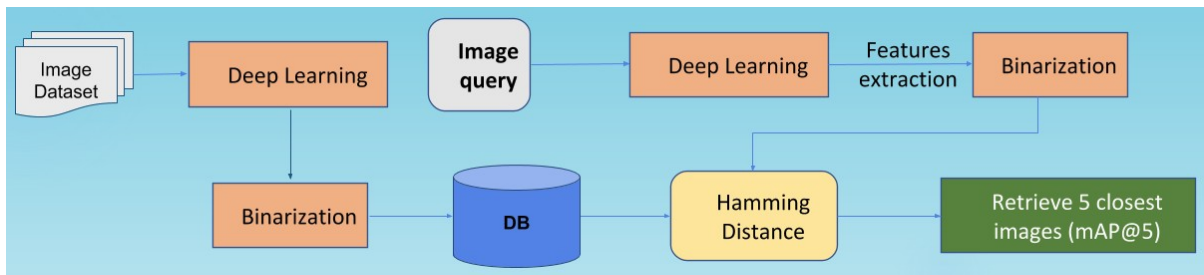 Image
Dataset
Deep Learning
Image
query
Deep Learning
Features
extraction
Binarization
Binarization
DB
Hamming
Distance
Retrieve 5 closest
images (mAP@5)